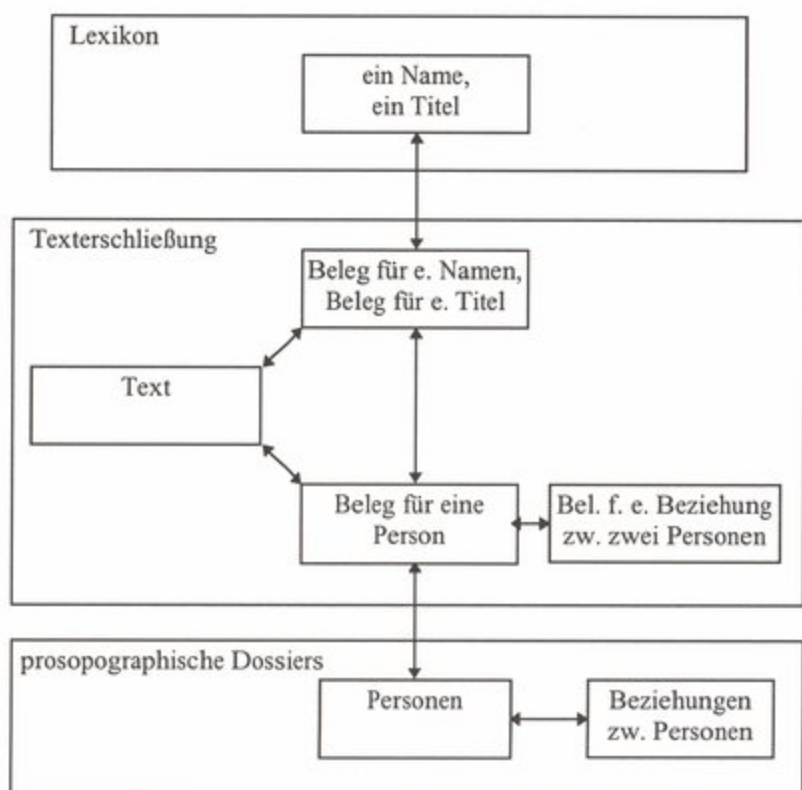 Lexikon
ein Name,
ein Titel
Texterschließung
Beleg für e. Namen,
Beleg für e. Titel
Text
Beleg für eine
Person
Bel. f. e. Beziehung
zw. zwei Personen
prosopographische Dossiers
Personen
Beziehungen
zw. Personen